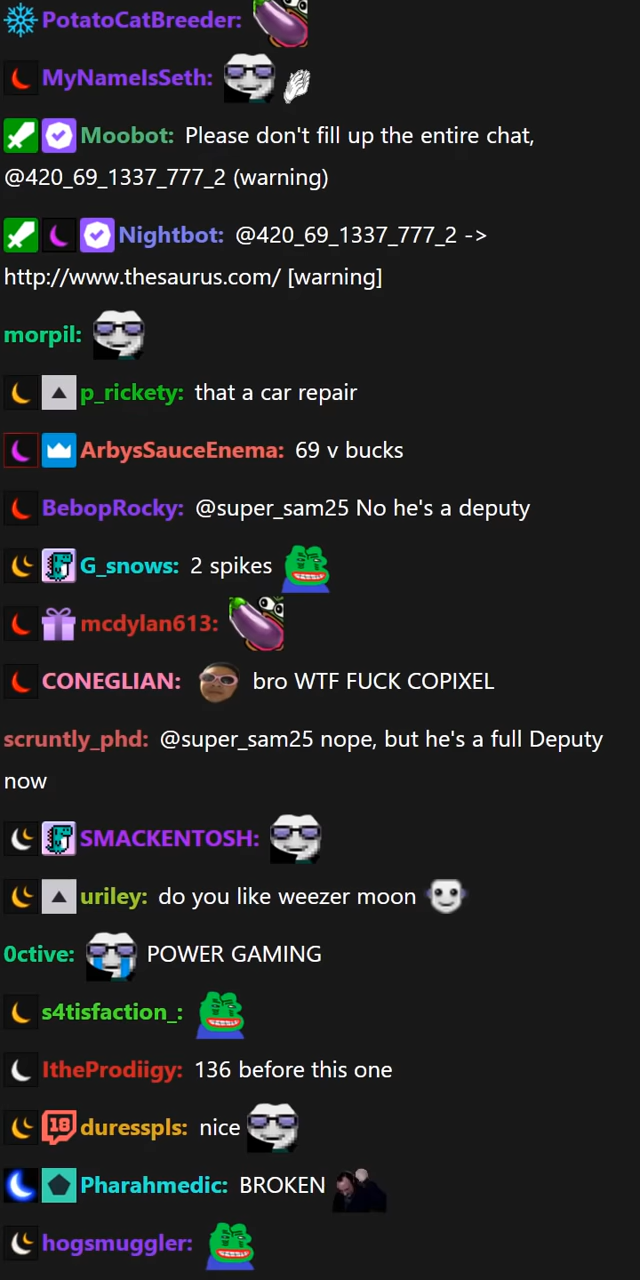 PotatoCatBreeder:
MyNameIsSeth:
Moobot: Please don't fill up the entire chat,
@420_69_1337_777_2 (warning)
Nightbot: @420_69_1337_777_2 ->
http://www.thesaurus.com/ [warning]
morpil:
p_rickety: that a car repair
ArbysSauceEnema: 69 v bucks
BebopRocky: @super_sam25 No he's a deputy
G_snows: 2 spikes
mcdylan613:
CONEGLIAN: bro WTF FUCK COPIXEL
scruntly_phd: @super_sam25 nope, but he's a full Deputy
now
SMACKENTOSH:
uriley: do you like weezer moon
0ctive: POWER GAMING
s4tisfaction_:
ItheProdiigy: 136 before this one
18 duresspls: nice
Pharahmedic: BROKEN
hogsmuggler: